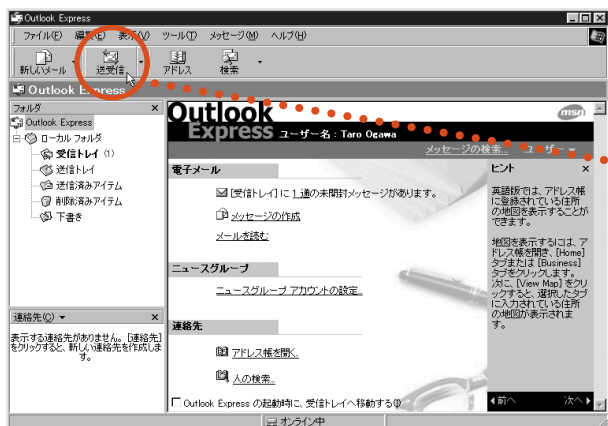 Outlook Express
ファイル(F) 編集(E) 表示(V) ツール(T) メッセージ(M) ヘルプ(H)
新しいメール 送受信 アドレス 検索
Outlook Express
フォルダ ×
Outlook Express
ローカル フォルダ
受信トレイ (1)
送信トレイ
送信済みアイテム
削除済みアイテム
下書き
連絡先(C) ×
表示する連絡先がありません。[連絡先]
をクリックすると、新しい連絡先を作成しま
す。
Outlook
Express ユーザー名 : Taro Ogawa
msn
メッセージの検索... ユーザー
電子メール
[受信トレイ] に 1 通の未開封メッセージがあります。
メッセージの作成
メールを読む
ニュースグループ
ニュースグループ アカウントの設定...
連絡先
アドレス帳を開く...
人の検索...
Outlook Express の起動時に、受信トレイへ移動する(I)
ヒント ×
英語版では、アドレス帳
に登録されている住所
の地図を表示することが
できます。
地図を表示するには、ア
ドレス帳を開き、[Home]
タブまたは [Business]
タブをクリックします。
次に、[View Map] をクリ
ックすると、選択したタブ
に入力されている住所
の地図が表示されま
す。
前へ 次へ
オンライン中